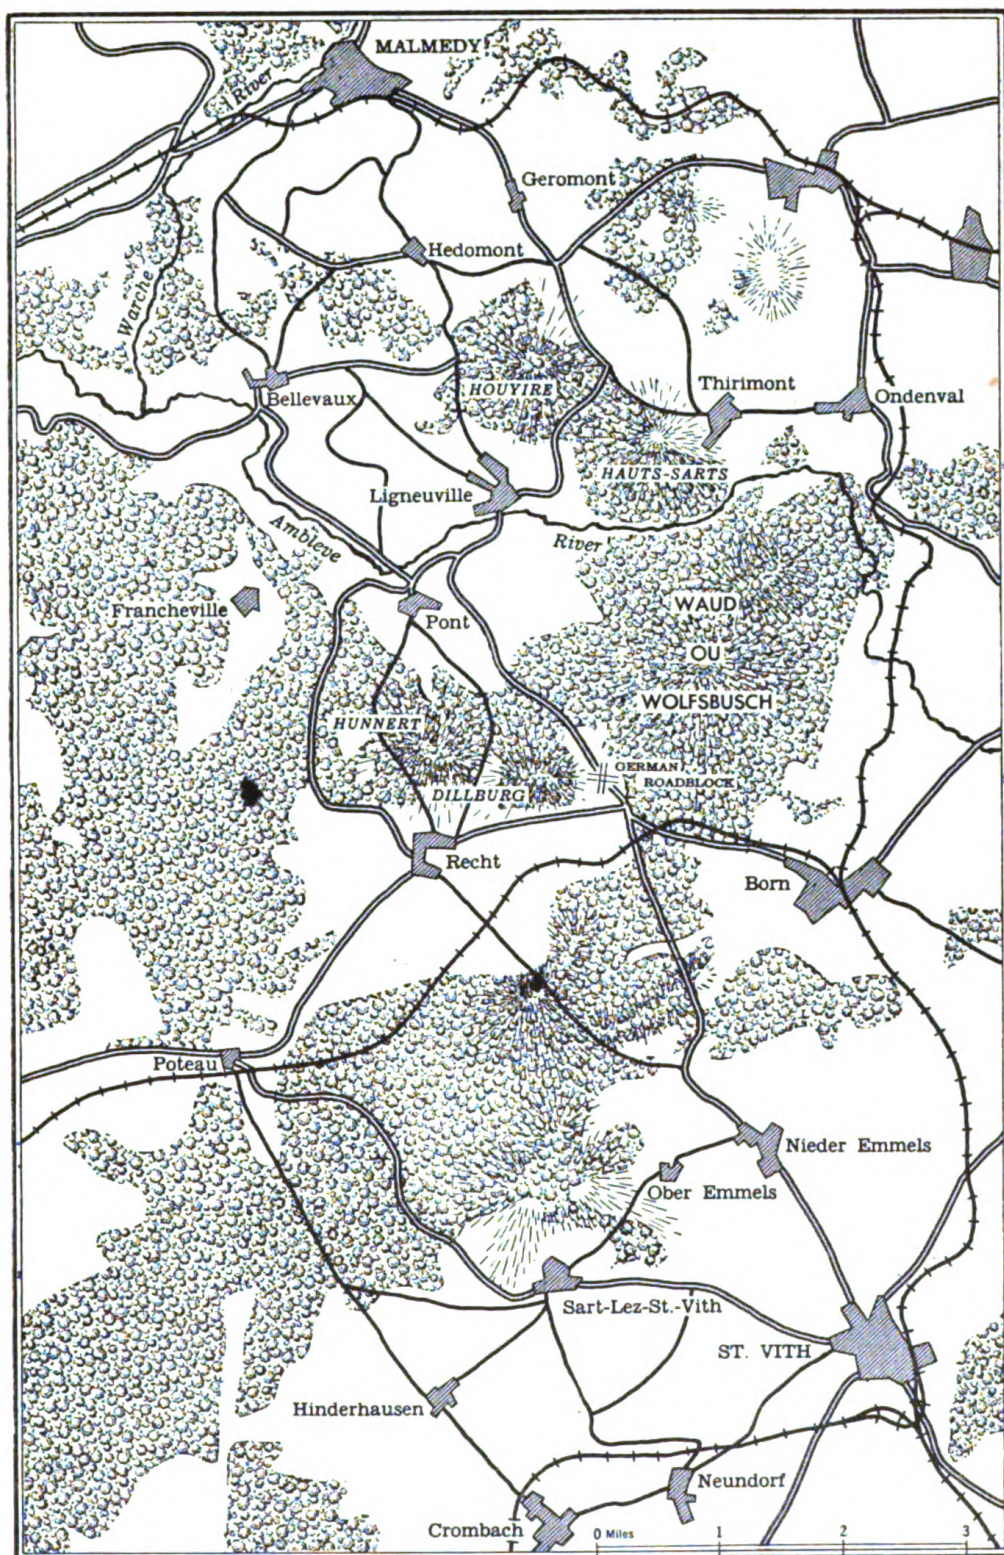 MALMEDY
River
Geromont
Hedomont
Warche
HOUYIRE
Thirimont
Bellevaux
Ondenval
HAUTS-SARTS
Ligneuville
Ambleve
River
Francheville
WAUD
OU
WOLFSBUSCH
Pont
HUNNERT
GERMAN
ROADBLOCK
DILLBURG
Recht
Born
Poteau
Nieder Emmels
Ober Emmels
Sart-Lez-St.-Vith
ST. VITH
Hinderhausen
Neundorf
Crombach
0 Miles 1 2 3